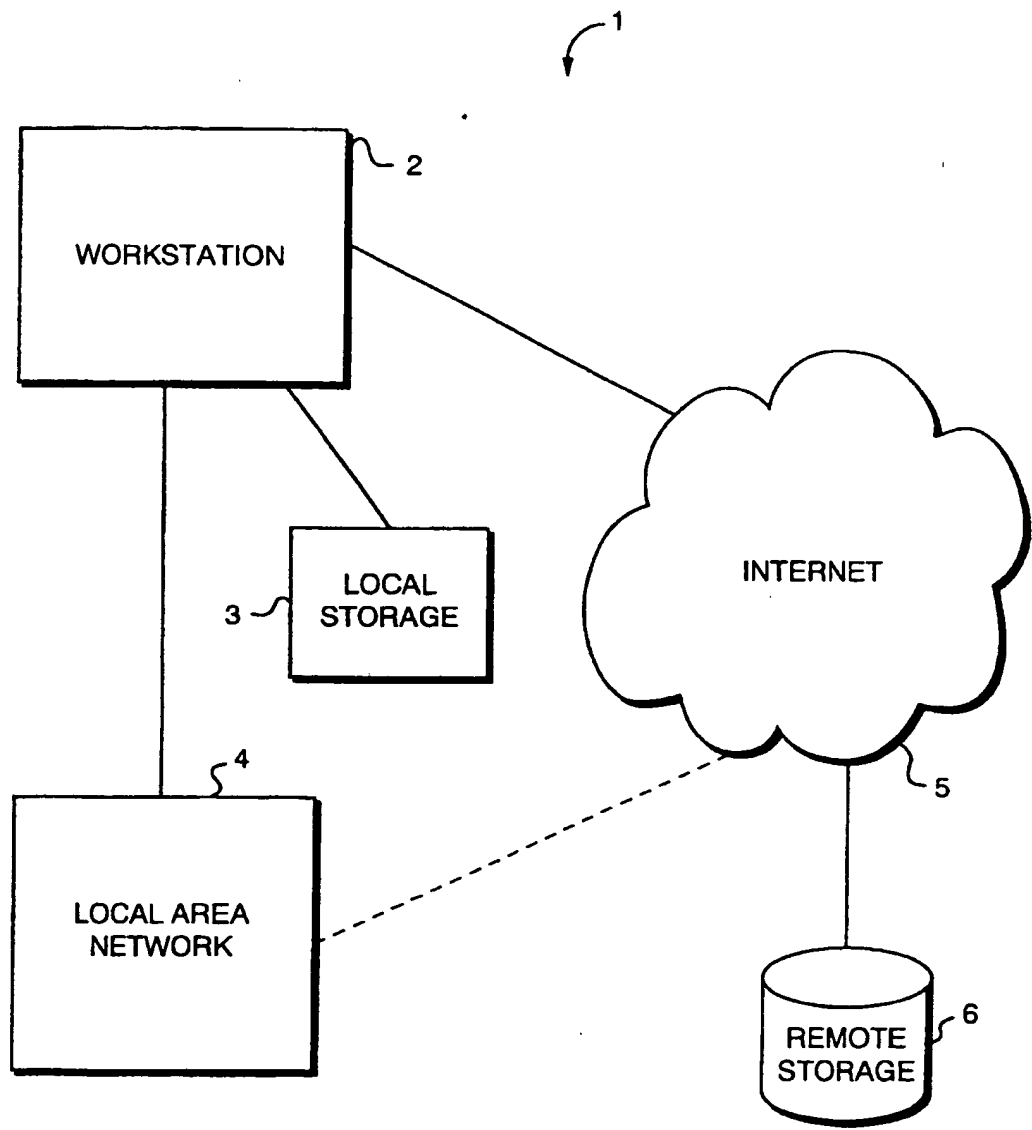 1
2
WORKSTATION
LOCAL
STORAGE
3
INTERNET
4
5
LOCAL AREA
NETWORK
6
REMOTE
STORAGE